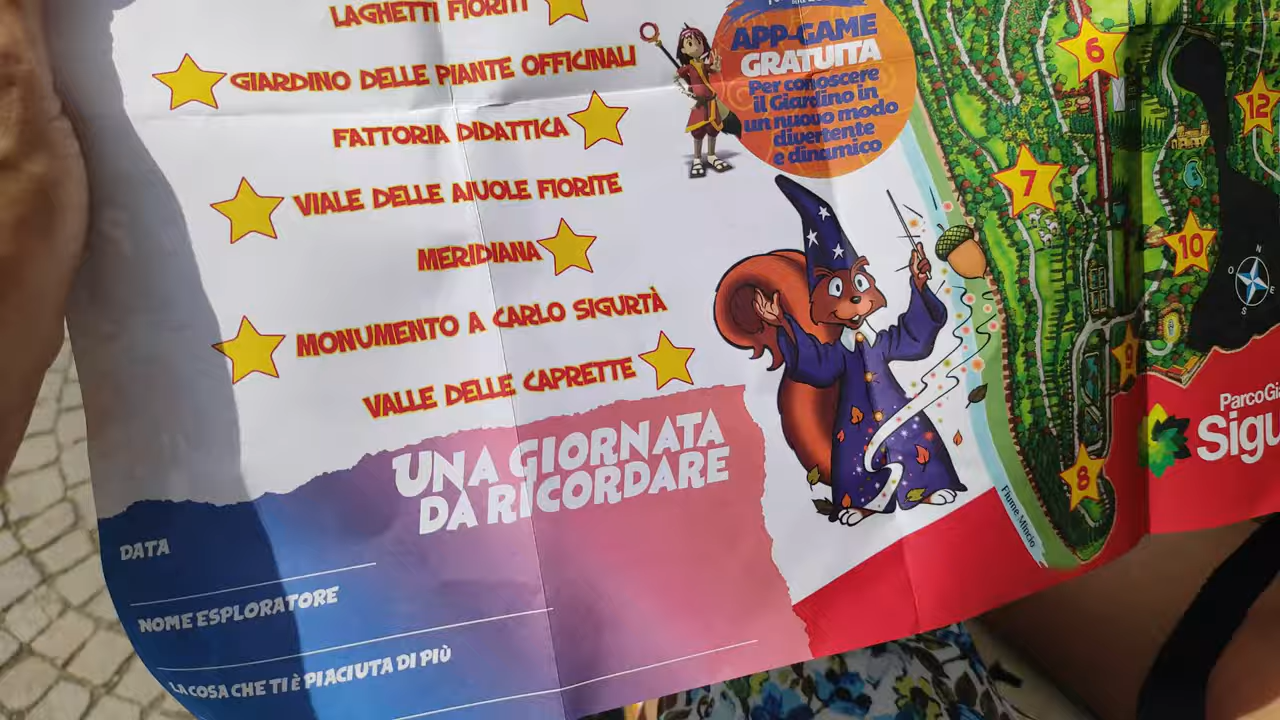 LAGHETTI FIORITI
GIARDINO DELLE PIANTE OFFICINALI
FATTORIA DIDATTICA
VIALE DELLE AIUOLE FIORITE
MERIDIANA
MONUMENTO A CARLO SIGURTÀ
VALLE DELLE CAPRETTE
APP-GAME
GRATUITA
Per conoscere
il Giardino in
un nuovo modo
divertente
e dinamico
UNA GIORNATA
DA RICORDARE
DATA
NOME ESPLORATORE
LA COSA CHE TI È PIACIUTA DI PIÙ
6
12
7
10
9
8
N
O
E
S
Fiume Mincio
ParcoGia
Sigu